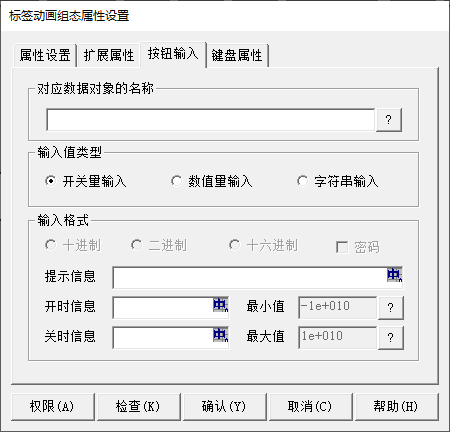 标签动画组态属性设置
属性设置 扩展属性 按钮输入 键盘属性
对应数据对象的名称
?
输入值类型
开关量输入 数值量输入 字符串输入
输入格式
十进制 二进制 十六进制 密码
提示信息 中A
开时信息 中A 最小值 -1e+010 ?
关时信息 中A 最大值 1e+010 ?
权限(A) 检查(K) 确认(Y) 取消(C) 帮助(H)